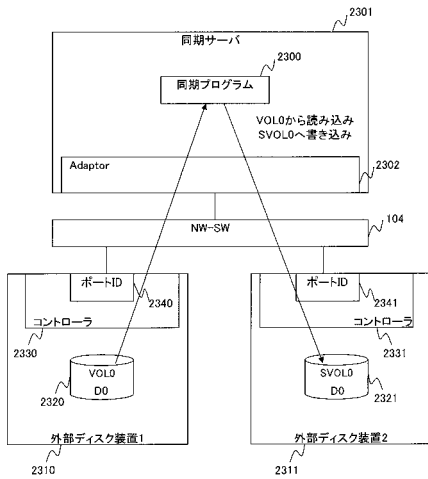 2301
同期サーバ
2300
同期プログラム
VOL0から読み込み
SVOL0へ書き込み
Adaptor
2302
NW-SW
104
ポートID
2340
コントローラ
2330
VOL0
D0
2320
外部ディスク装置1
2310
ポートID
2341
コントローラ
2331
SVOL0
D0
2321
外部ディスク装置2
2311